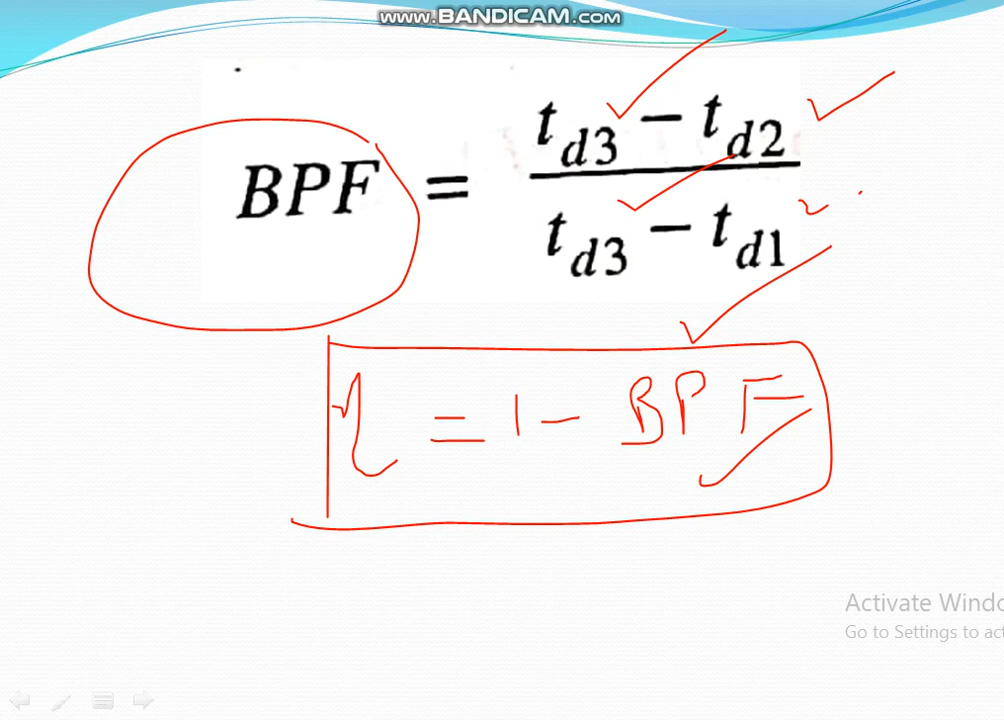 www.BANDICAM.com
BPF = (t_d3 − t_d2) / (t_d3 − t_d1)
η = 1 − BPF
Activate Windo
Go to Settings to act